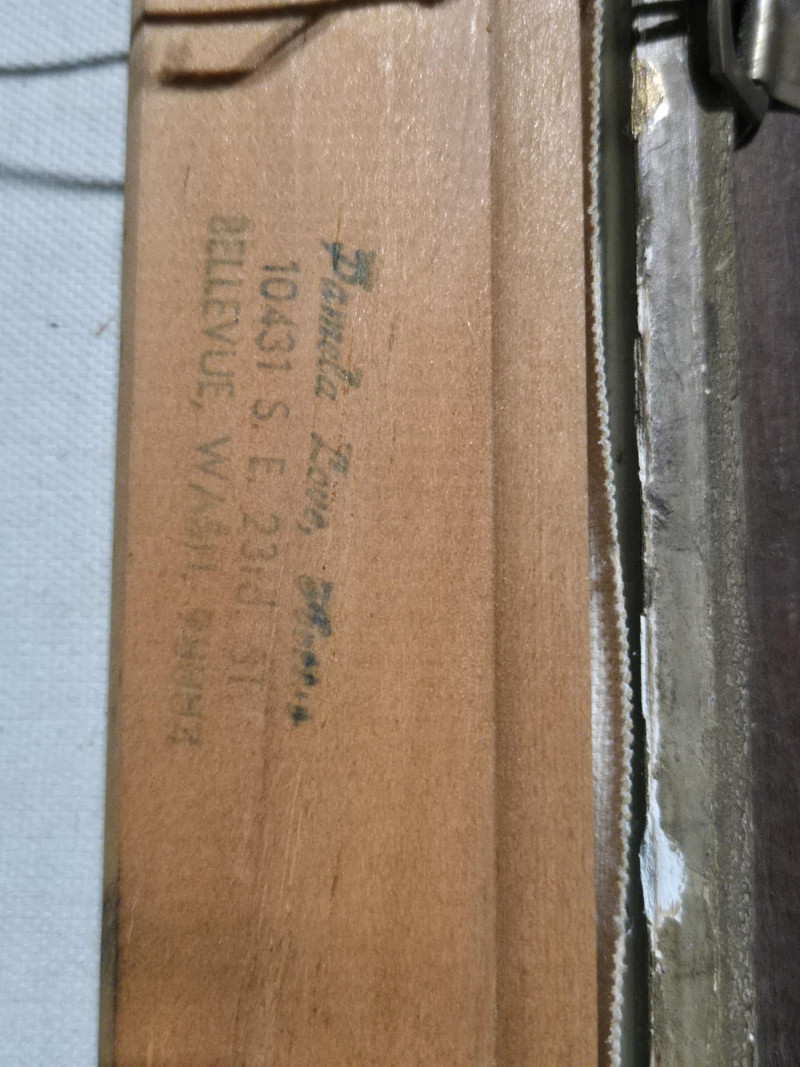 Pamela Love,
10431 S. E. 23rd ST
BELLEVUE, WASH.